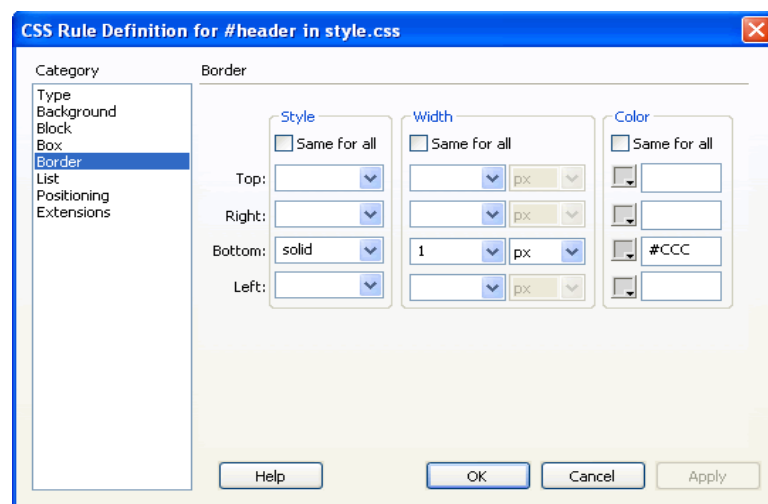 CSS Rule Definition for #header in style.css
Category
Border
Type
Background
Block
Box
Border
List
Positioning
Extensions
Style
Width
Color
Same for all
Same for all
Same for all
Top:
px
Right:
px
Bottom:
solid
1
px
#CCC
Left:
px
Help
OK
Cancel
Apply